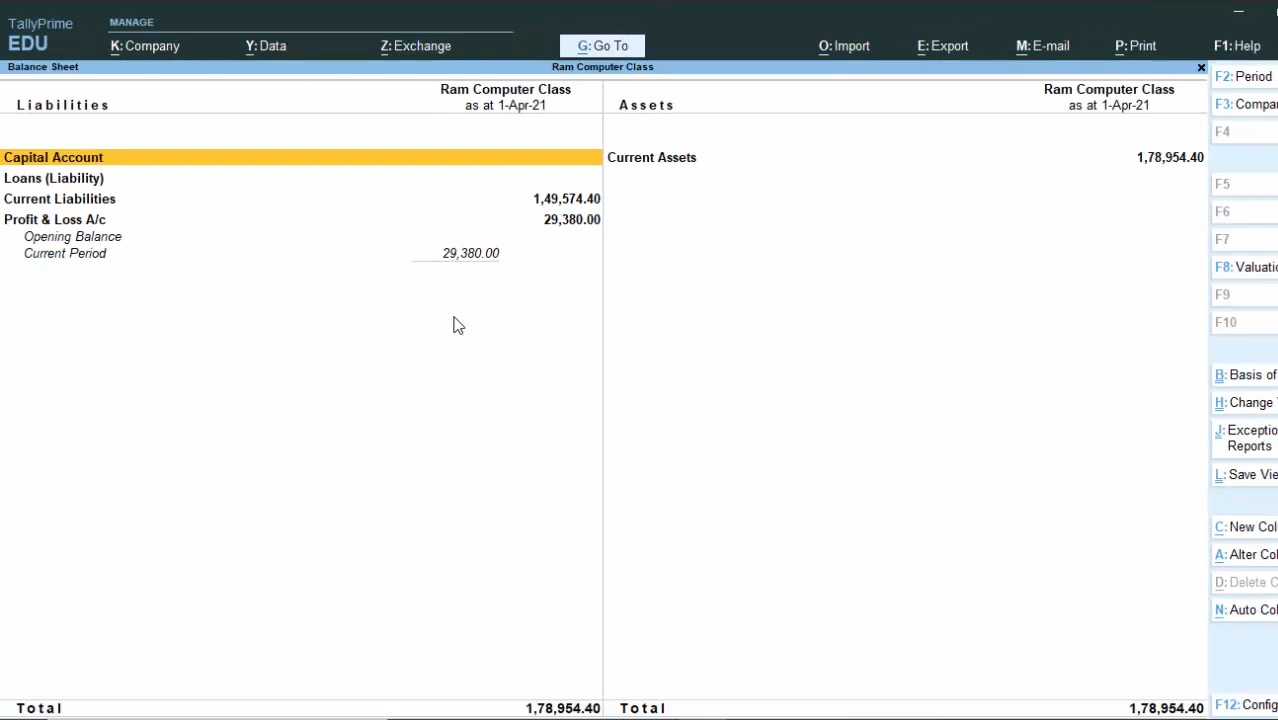 TallyPrime
EDU
MANAGE
K: Company
Y: Data
Z: Exchange
G: Go To
O: Import
E: Export
M: E-mail
P: Print
F1: Help
Balance Sheet
Ram Computer Class
Liabilities
Ram Computer Class
as at 1-Apr-21
Assets
Ram Computer Class
as at 1-Apr-21
Capital Account
Current Assets 1,78,954.40
Loans (Liability)
Current Liabilities 1,49,574.40
Profit & Loss A/c 29,380.00
Opening Balance
Current Period 29,380.00
Total 1,78,954.40
Total 1,78,954.40
F2: Period
F3: Compa
F4
F5
F6
F7
F8: Valuatio
F9
F10
B: Basis of
H: Change
J: Exceptio
Reports
L: Save Vie
C: New Col
A: Alter Col
D: Delete C
N: Auto Col
F12: Config